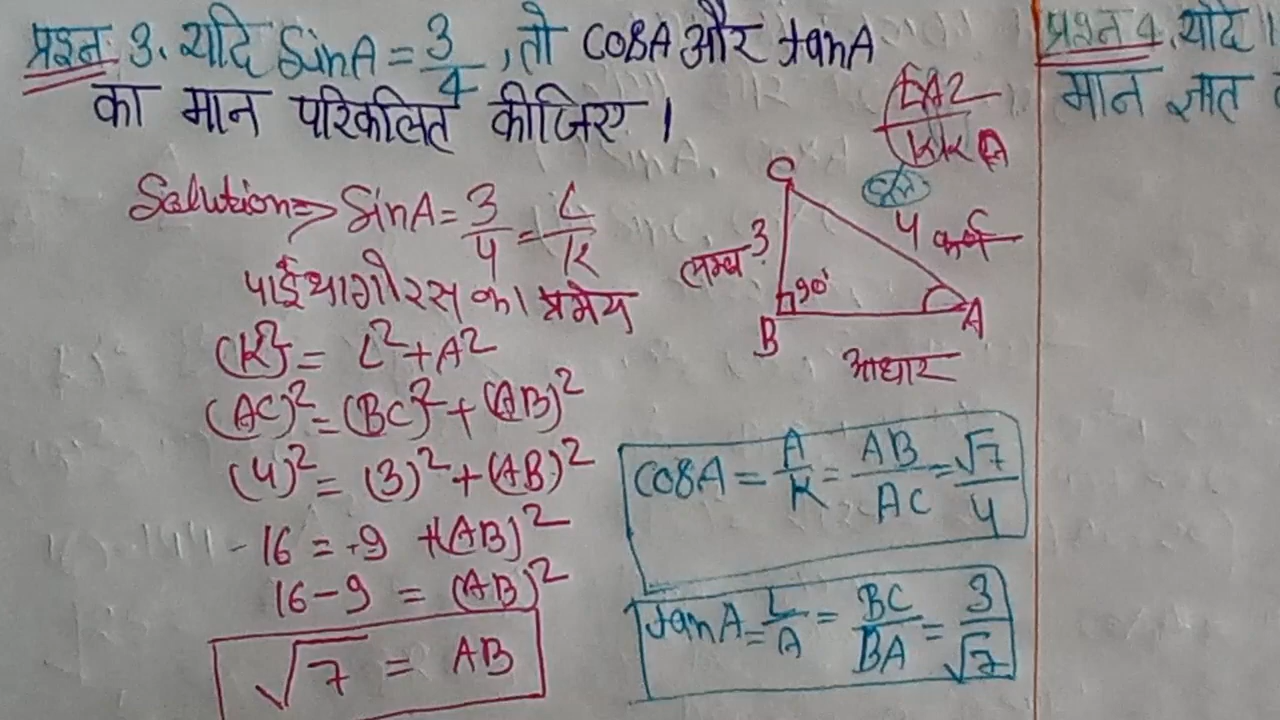 प्रश्न 3. यदि SinA = 3/4, तो CosA और tanA
का मान परिकलित कीजिए।
Solution => SinA = 3/4 = L/K
पाईथागोरस का प्रमेय
(K)² = L² + A²
(AC)² = (BC)² + (AB)²
(4)² = (3)² + (AB)²
-16 = +9 +(AB)²
16 - 9 = (AB)²
√7 = AB
LAL
KKA
C
लम्ब 3
4 कर्ण
90°
B
A
आधार
CosA = A/K = AB/AC = √7/4
tanA = L/A = BC/BA = 3/√7
प्रश्न 4. यदि
मान ज्ञात